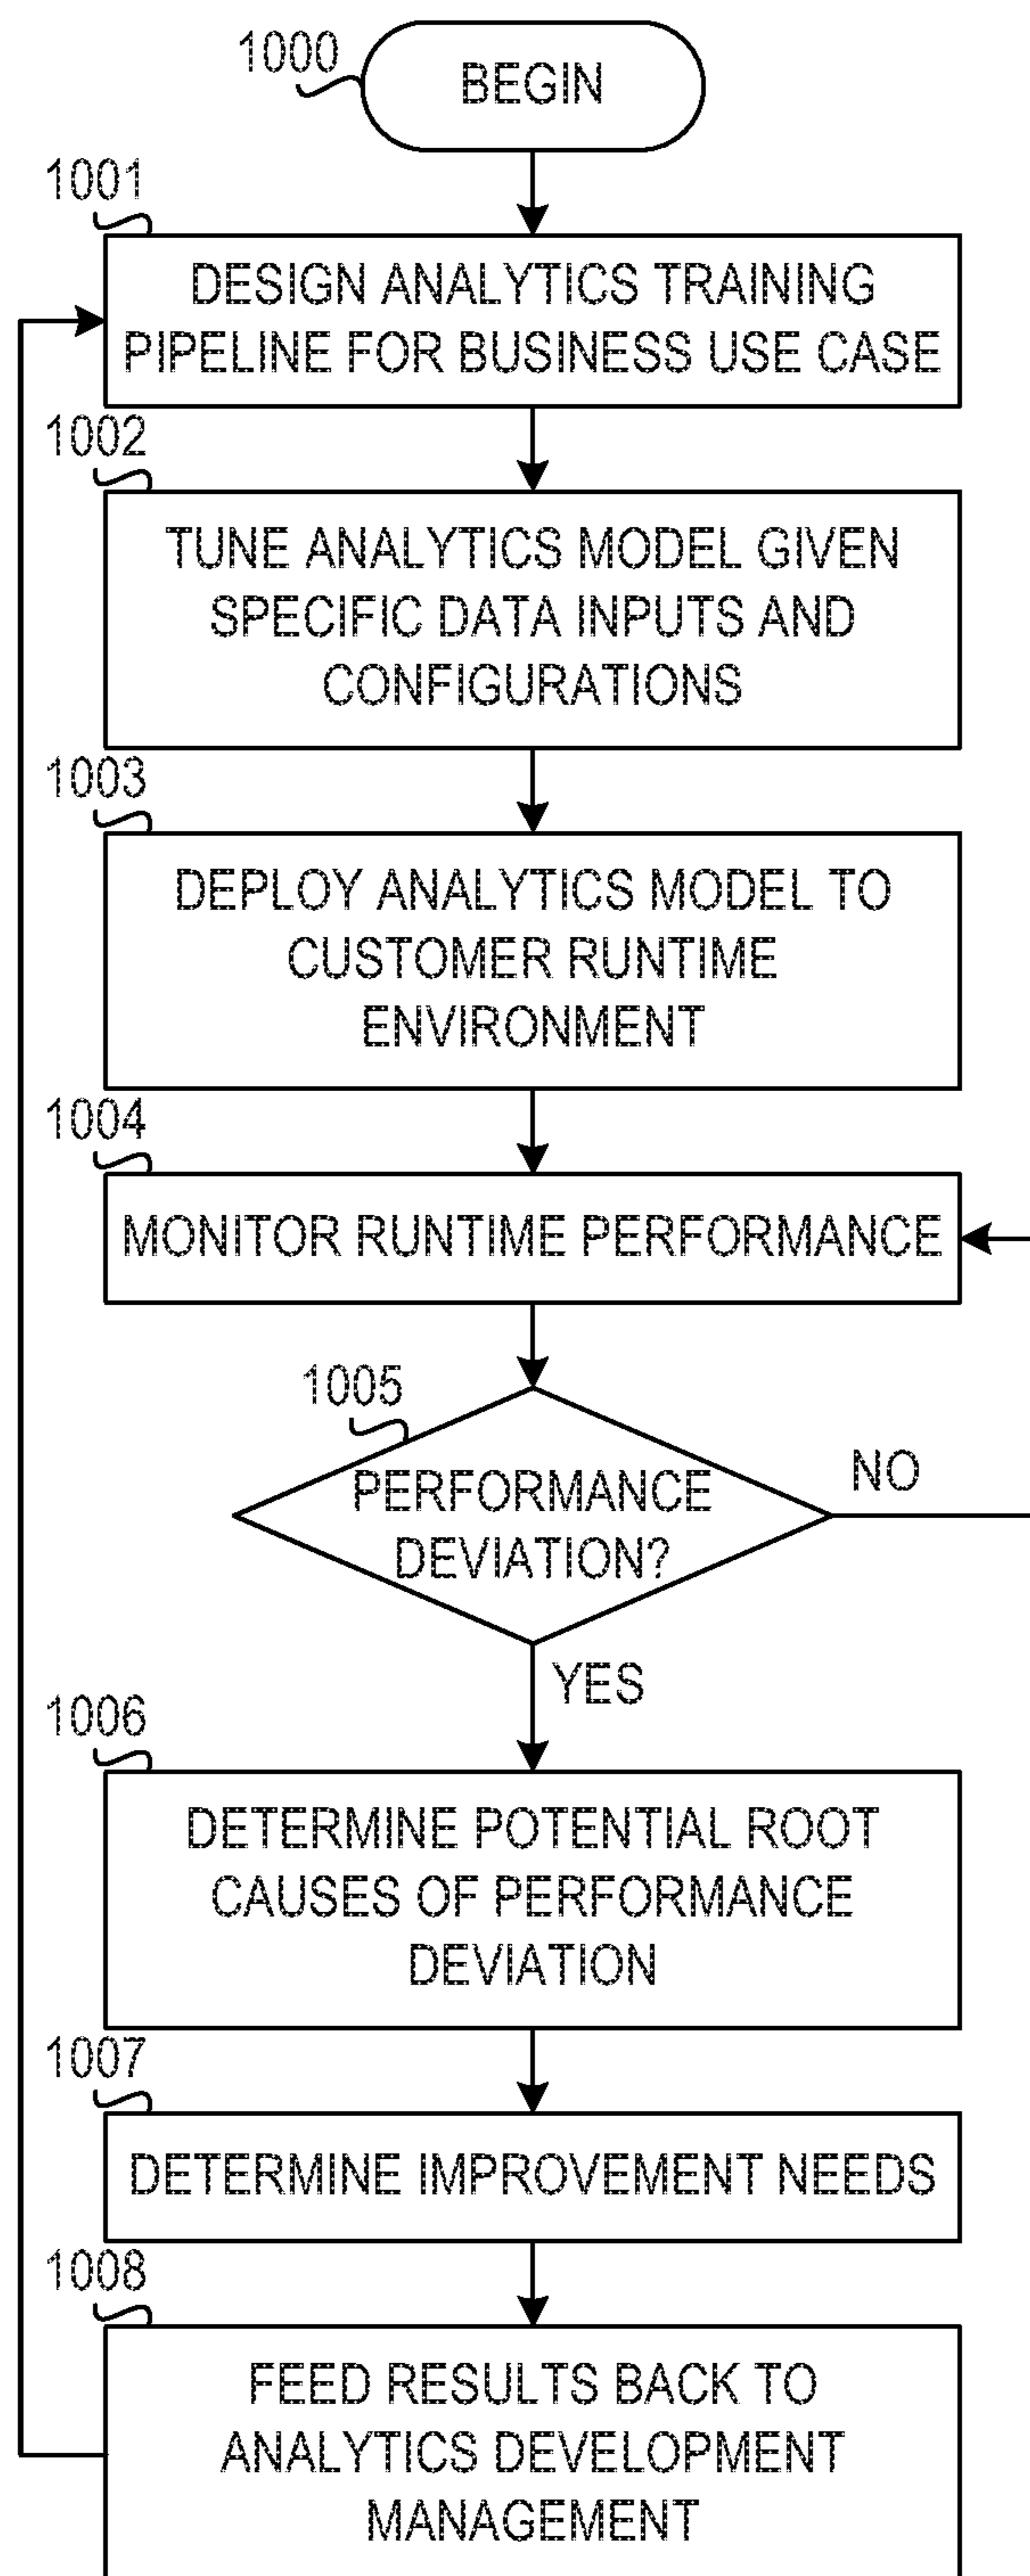 1000
BEGIN
1001
DESIGN ANALYTICS TRAINING
PIPELINE FOR BUSINESS USE CASE
1002
TUNE ANALYTICS MODEL GIVEN
SPECIFIC DATA INPUTS AND
CONFIGURATIONS
1003
DEPLOY ANALYTICS MODEL TO
CUSTOMER RUNTIME
ENVIRONMENT
1004
MONITOR RUNTIME PERFORMANCE
1005
PERFORMANCE
DEVIATION?
NO
YES
1006
DETERMINE POTENTIAL ROOT
CAUSES OF PERFORMANCE
DEVIATION
1007
DETERMINE IMPROVEMENT NEEDS
1008
FEED RESULTS BACK TO
ANALYTICS DEVELOPMENT
MANAGEMENT